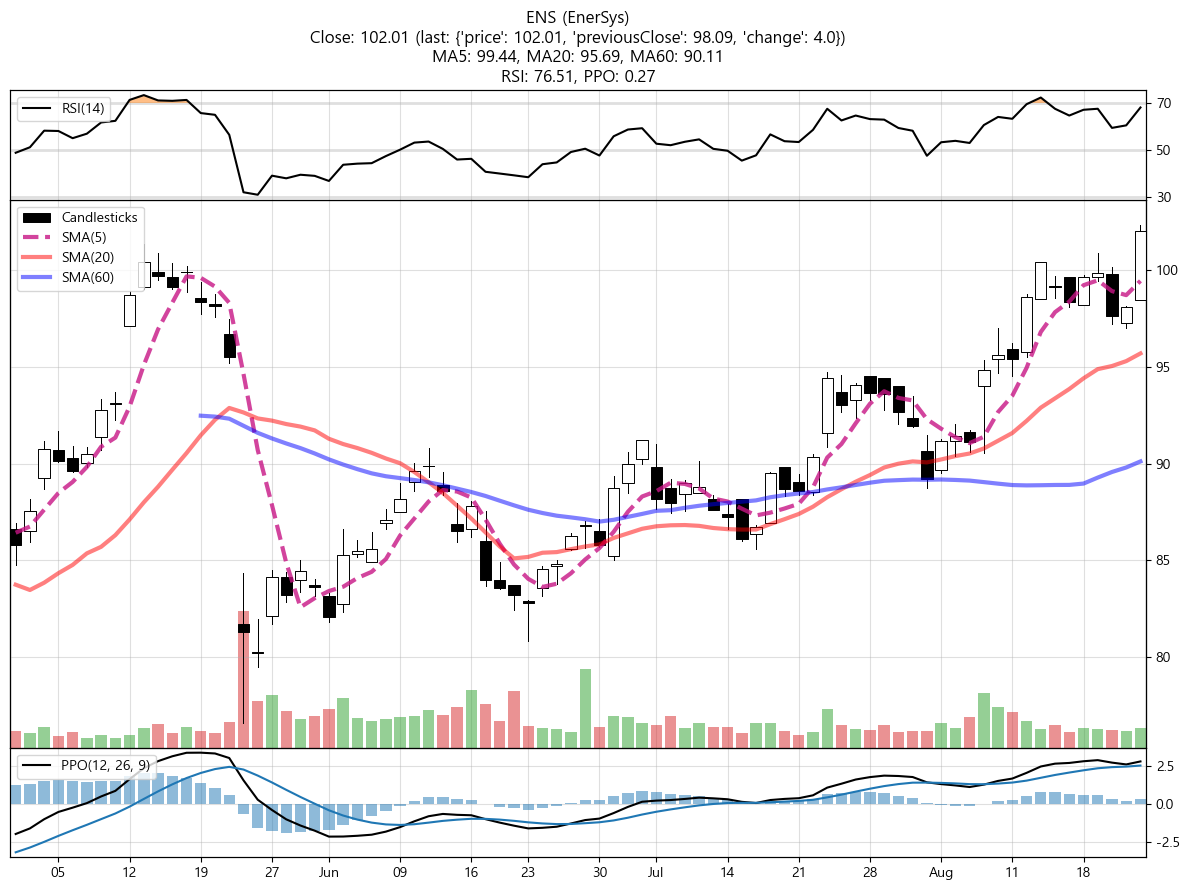 ENS (EnerSys)
Close: 102.01 (last: {'price': 102.01, 'previousClose': 98.09, 'change': 4.0})
MA5: 99.44, MA20: 95.69, MA60: 90.11
RSI: 76.51, PPO: 0.27
RSI(14)
70
50
30
Candlesticks
SMA(5)
SMA(20)
SMA(60)
100
95
90
85
80
PPO(12, 26, 9)
2.5
0.0
-2.5
05 12 19 27 Jun 09 16 23 30 Jul 14 21 28 Aug 11 18